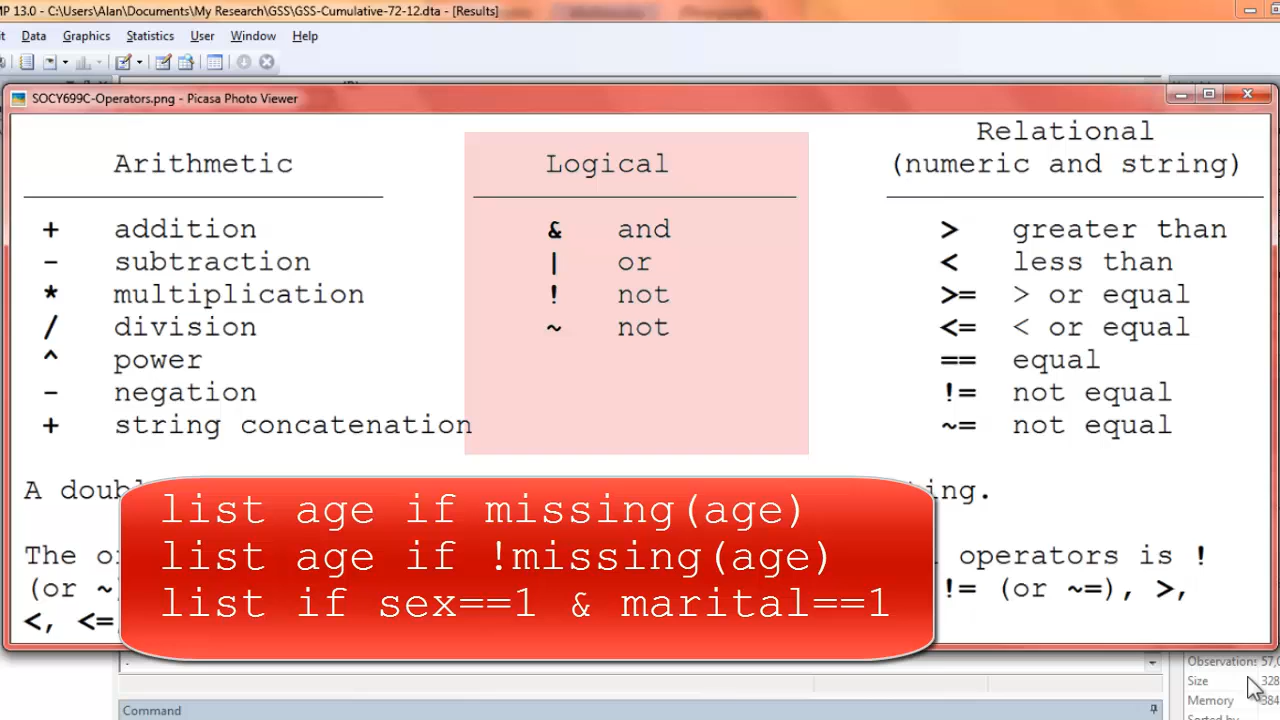 MP 13.0 - C:\Users\Alan\Documents\My Research\GSS\GSS-Cumulative-72-12.dta - [Results]
Data Graphics Statistics User Window Help
SOCY699C-Operators.png - Picasa Photo Viewer
Relational
Arithmetic Logical (numeric and string)
+ addition & and > greater than
- subtraction | or < less than
* multiplication ! not >= > or equal
/ division ~ not <= < or equal
^ power == equal
- negation != not equal
+ string concatenation ~= not equal
A
list age if missing(age)
The operators is !
list age if !missing(age)
(or ~ != (or ~=), >,
list if sex==1 & marital==1
<, <=
Observation: 57,0
Size 328
Memory 384
Sorted by
Command